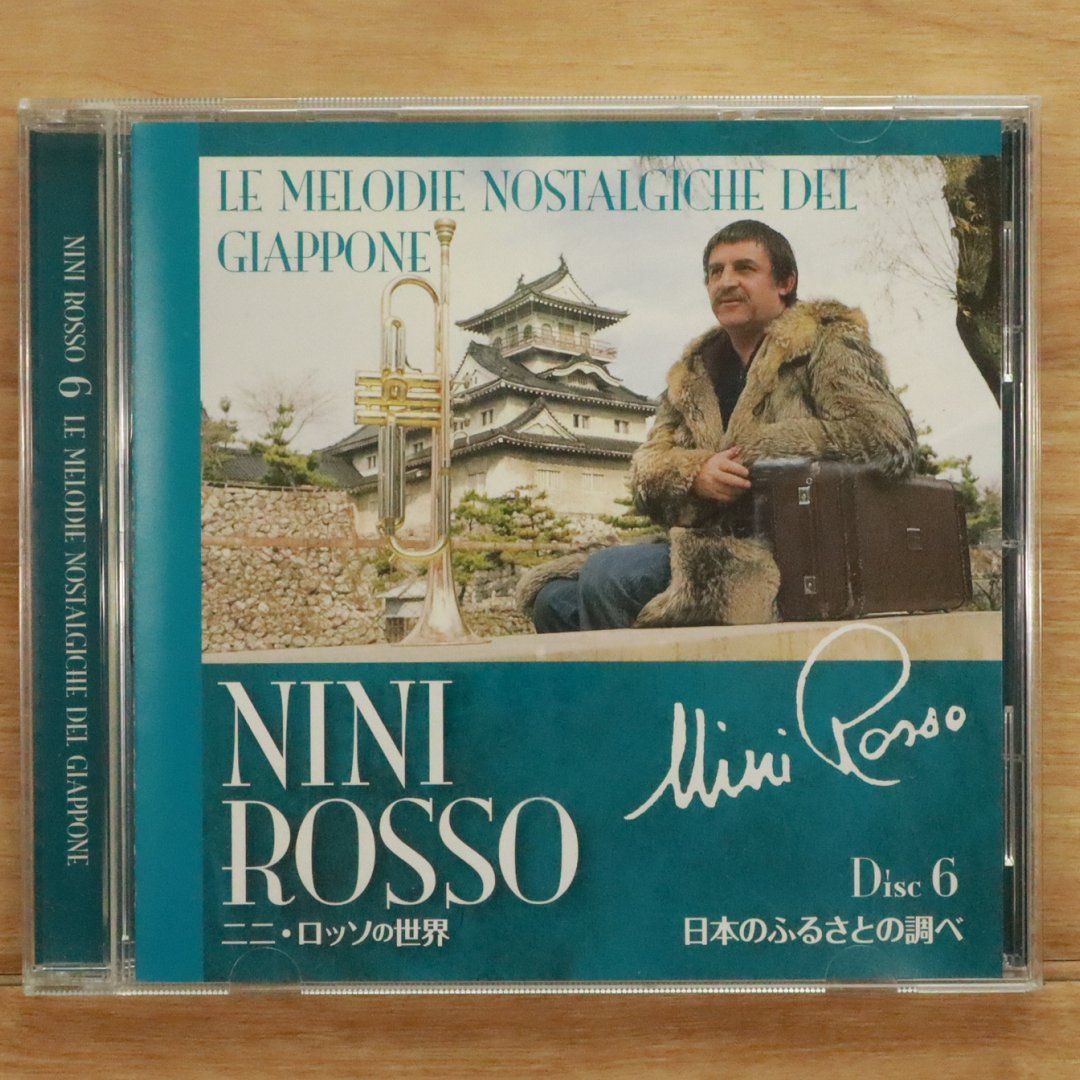 NINI ROSSO 6 LE MELODIE NOSTALGICHE DEL GIAPPONE
LE MELODIE NOSTALGICHE DEL
GIAPPONE
NINI
ROSSO
ニニ・ロッソの世界
Nini Rosso
Disc 6
日本のふるさとの調べ